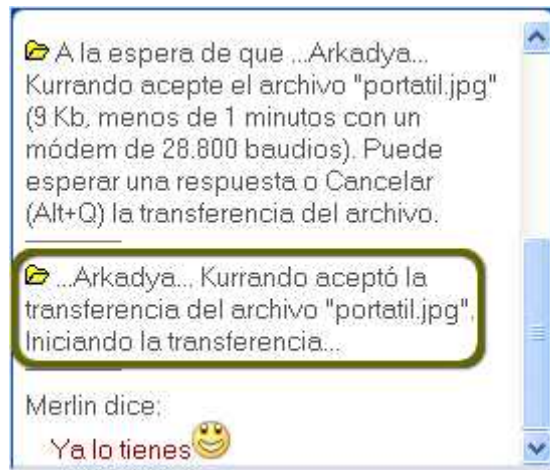 A la espera de que ...Arkadya...
Kurrando acepte el archivo "portatil.jpg"
(9 Kb, menos de 1 minutos con un
módem de 28.800 baudios). Puede
esperar una respuesta o Cancelar
(Alt+Q) la transferencia del archivo.
...Arkadya... Kurrando aceptó la
transferencia del archivo "portatil.jpg".
Iniciando la transferencia...
Merlin dice:
Ya lo tienes